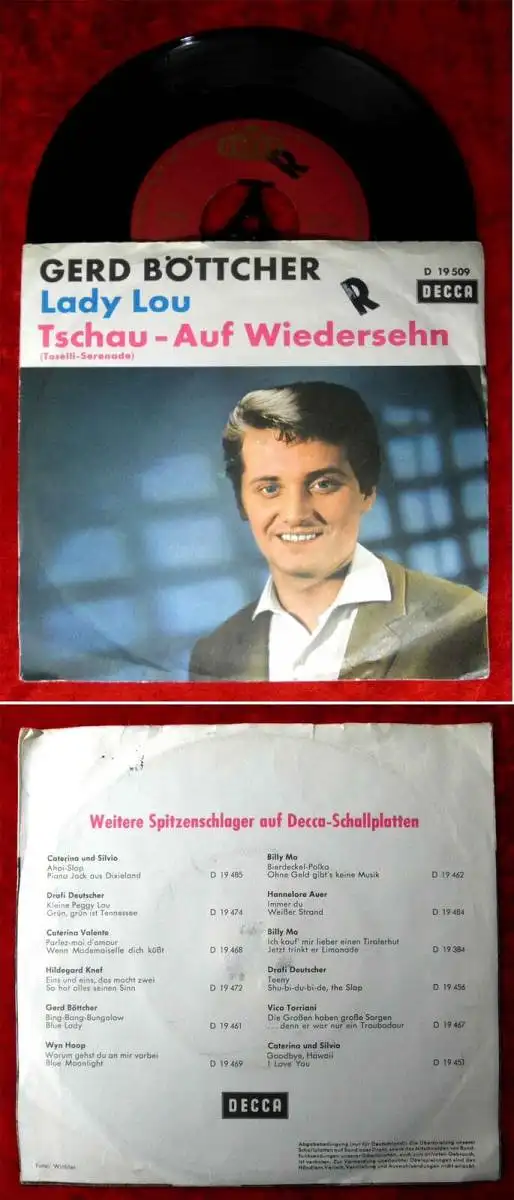 R
GERD BÖTTCHER
D 19 509
Lady Lou
R
DECCA
Tschau - Auf Wiedersehn
(Toselli-Serenade)
Weitere Spitzenschlager auf Decca-Schallplatten
Caterina und Silvio
Ahoi-Slop
Piano Jack aus Dixieland D 19 485
Drafi Deutscher
Kleine Peggy Lou
Grün, grün ist Tennessee D 19 474
Caterina Valente
Parlez-moi d'amour
Wenn Mademoiselle dich küßt D 19 468
Hildegard Knef
Eins und eins, das macht zwei
So hat alles seinen Sinn D 19 472
Gerd Böttcher
Bing-Bang-Bungalow
Blue Lady D 19 461
Wyn Hoop
Warum gehst du an mir vorbei
Blue Moonlight D 19 469
Billy Mo
Bierdeckel-Polka
Ohne Geld gibt's keine Musik D 19 462
Hannelore Auer
Immer du
Weißer Strand D 19 484
Billy Mo
Ich kauf' mir lieber einen Tirolerhut
Jetzt trinkt er Limonade D 19 384
Drafi Deutscher
Teeny
Shu-bi-du-bi-de, the Slop D 19 456
Vico Torriani
Die Großen haben große Sorgen
. . . denn er war nur ein Troubadour D 19 467
Caterina und Silvio
Goodbye, Hawaii
I Love You D 19 451
DECCA
Foto: Winkler